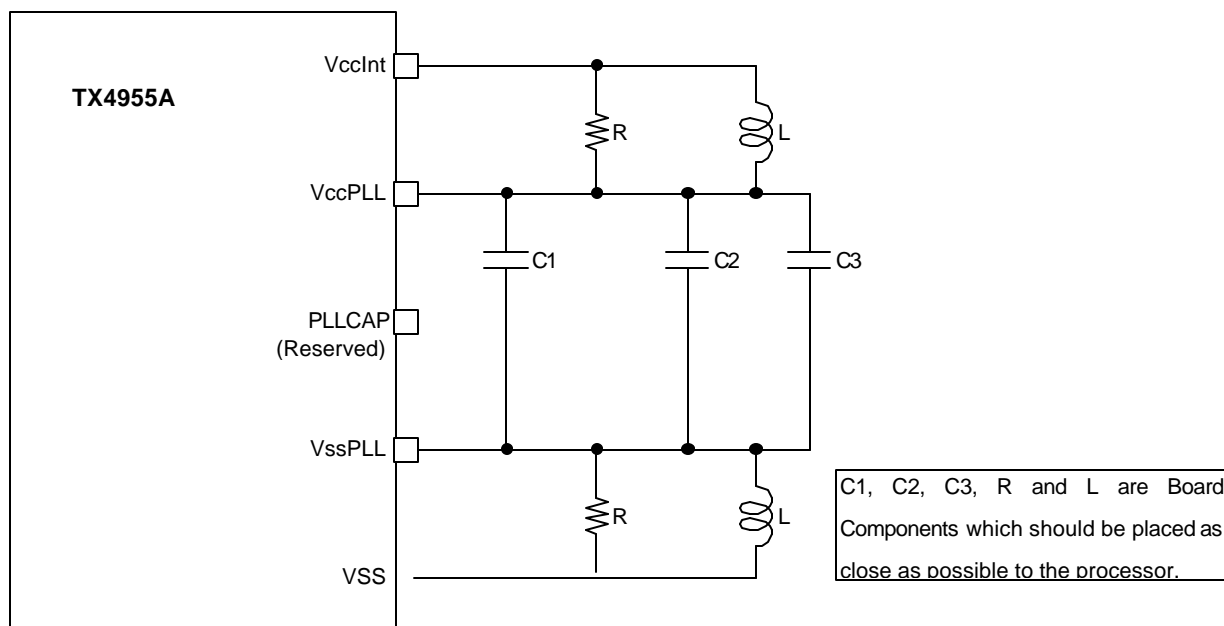 VccInt
TX4955A
R
L
VccPLL
C1
C2
C3
PLLCAP
(Reserved)
VssPLL
R
L
VSS
C1, C2, C3, R and L are Board
Components which should be placed as
close as possible to the processor.